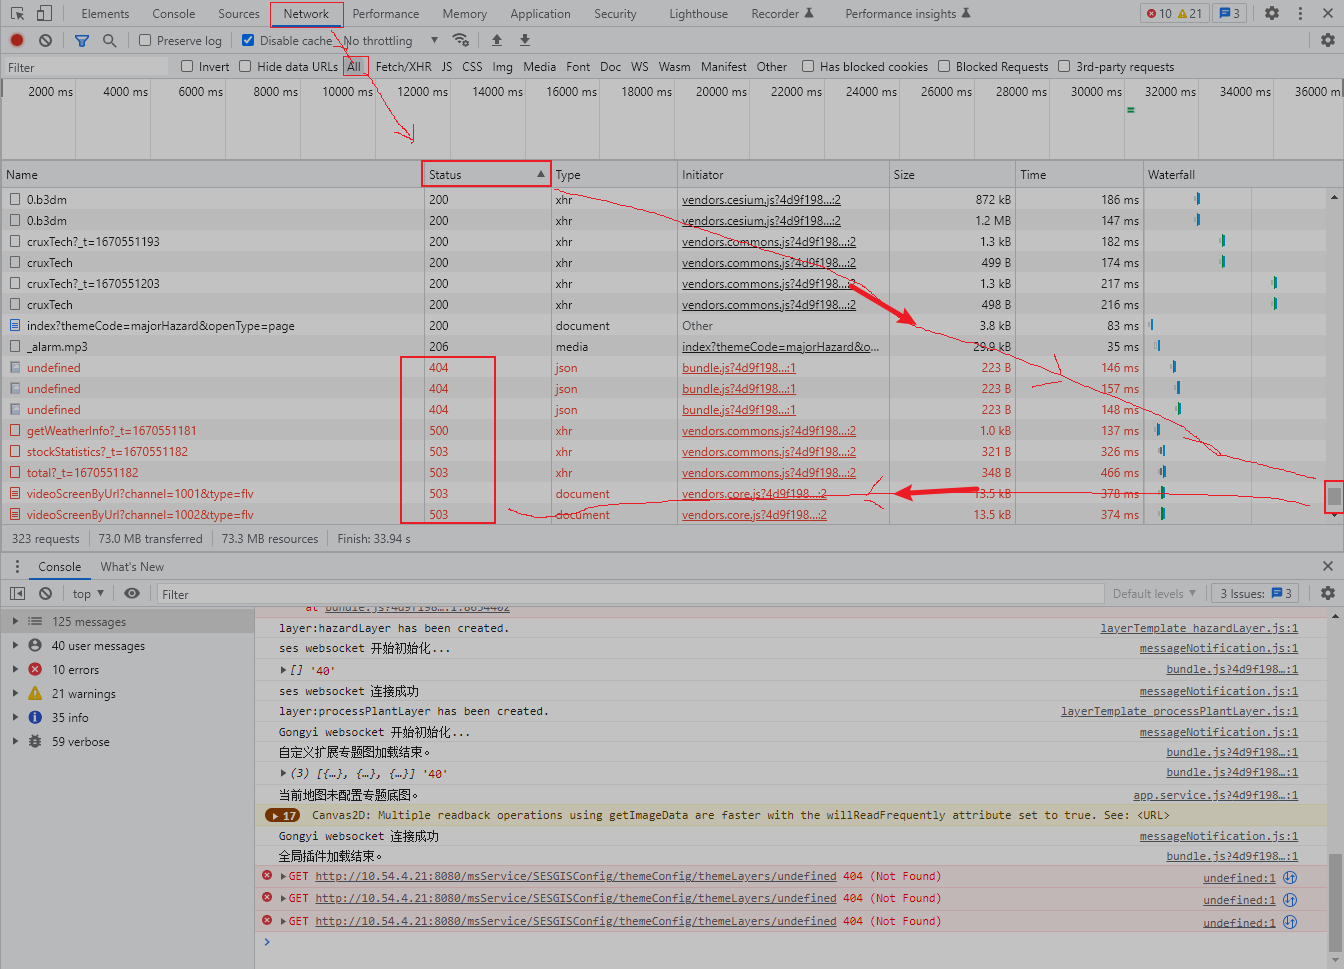 Elements Console Sources Network Performance Memory Application Security Lighthouse Recorder Performance insights 10 21 3
Preserve log Disable cache No throttling
Filter Invert Hide data URLs All Fetch/XHR JS CSS Img Media Font Doc WS Wasm Manifest Other Has blocked cookies Blocked Requests 3rd-party requests
2000 ms 4000 ms 6000 ms 8000 ms 10000 ms 12000 ms 14000 ms 16000 ms 18000 ms 20000 ms 22000 ms 24000 ms 26000 ms 28000 ms 30000 ms 32000 ms 34000 ms 36000 m
Name Status Type Initiator Size Time Waterfall
0.b3dm 200 xhr vendors.cesium.js?4d9f198…:2 872 kB 186 ms
0.b3dm 200 xhr vendors.cesium.js?4d9f198…:2 1.2 MB 147 ms
cruxTech?_t=1670551193 200 xhr vendors.commons.js?4d9f198…:2 1.3 kB 182 ms
cruxTech 200 xhr vendors.commons.js?4d9f198…:2 499 B 174 ms
cruxTech?_t=1670551203 200 xhr vendors.commons.js?4d9f198…:2 1.3 kB 217 ms
cruxTech 200 xhr vendors.commons.js?4d9f198…:2 498 B 216 ms
index?themeCode=majorHazard&openType=page 200 document Other 3.8 kB 83 ms
_alarm.mp3 206 media index?themeCode=majorHazard&o… 29.9 kB 35 ms
undefined 404 json bundle.js?4d9f198…:1 223 B 146 ms
undefined 404 json bundle.js?4d9f198…:1 223 B 157 ms
undefined 404 json bundle.js?4d9f198…:1 223 B 148 ms
getWeatherInfo?_t=1670551181 500 xhr vendors.commons.js?4d9f198…:2 1.0 kB 137 ms
stockStatistics?_t=1670551182 503 xhr vendors.commons.js?4d9f198…:2 321 B 326 ms
total?_t=1670551182 503 xhr vendors.commons.js?4d9f198…:2 348 B 466 ms
videoScreenByUrl?channel=1001&type=flv 503 document vendors.core.js?4d9f198…:2 13.5 kB 378 ms
videoScreenByUrl?channel=1002&type=flv 503 document vendors.core.js?4d9f198…:2 13.5 kB 374 ms
323 requests 73.0 MB transferred 73.3 MB resources Finish: 33.94 s
Console What's New
top Filter Default levels 3 Issues: 3
125 messages
40 user messages
10 errors
21 warnings
35 info
59 verbose
at bundle.js?4d9f198…:1:8654402
layer:hazardLayer has been created. layerTemplate_hazardLayer.js:1
ses websocket 开始初始化... messageNotification.js:1
[] '40' bundle.js?4d9f198…:1
ses websocket 连接成功 messageNotification.js:1
layer:processPlantLayer has been created. layerTemplate_processPlantLayer.js:1
Gongyi websocket 开始初始化... messageNotification.js:1
自定义扩展专题图加载结束。 bundle.js?4d9f198…:1
(3) [{…}, {…}, {…}] '40' bundle.js?4d9f198…:1
当前地图未配置专题底图。 app.service.js?4d9f198…:1
17 Canvas2D: Multiple readback operations using getImageData are faster with the willReadFrequently attribute set to true. See: <URL>
Gongyi websocket 连接成功 messageNotification.js:1
全局插件加载结束。 bundle.js?4d9f198…:1
GET http://10.54.4.21:8080/msService/SESGISConfig/themeConfig/themeLayers/undefined 404 (Not Found) undefined:1
GET http://10.54.4.21:8080/msService/SESGISConfig/themeConfig/themeLayers/undefined 404 (Not Found) undefined:1
GET http://10.54.4.21:8080/msService/SESGISConfig/themeConfig/themeLayers/undefined 404 (Not Found) undefined:1